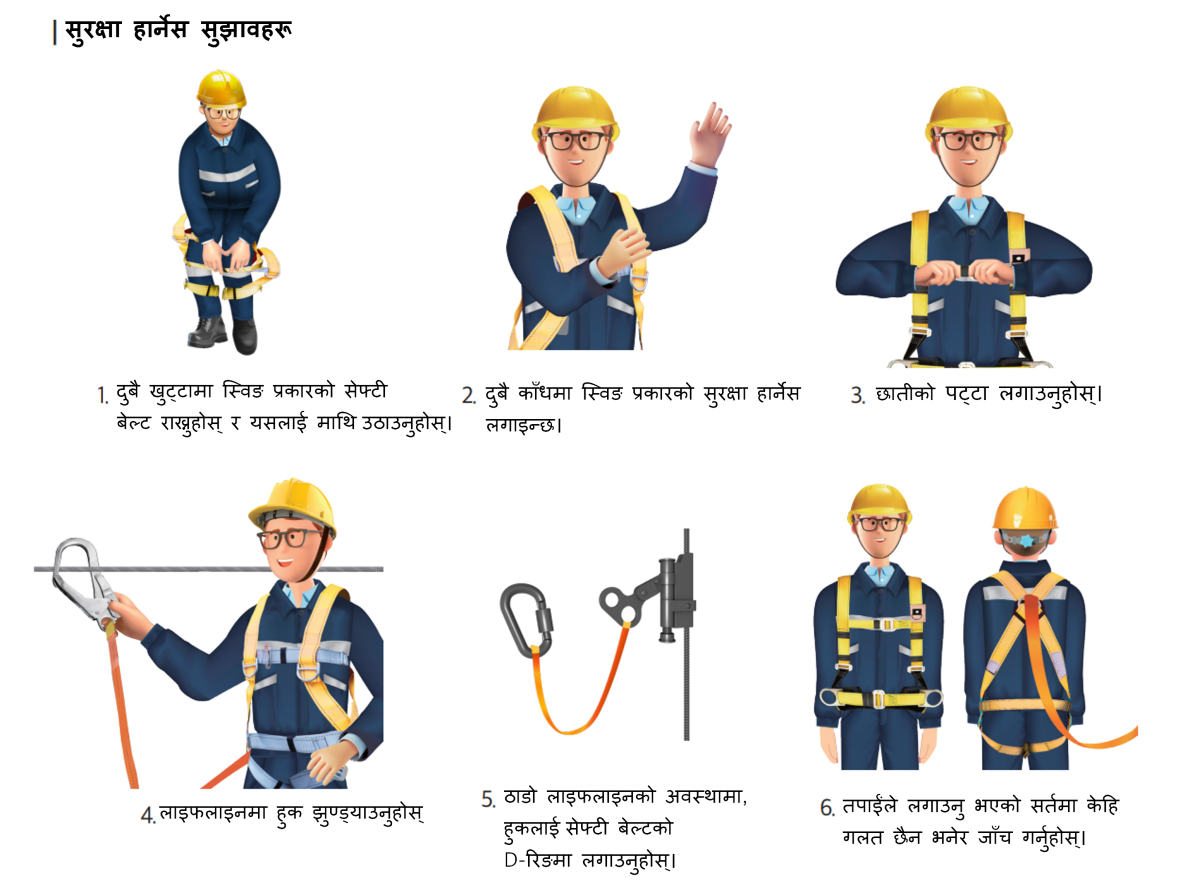 सुरक्षा हार्नेस सुझावहरू
1. दुबै खुट्टामा स्विङ प्रकारको सेफ्टी
बेल्ट राख्नुहोस् र यसलाई माथि उठाउनुहोस्।
2. दुबै काँधमा स्विङ प्रकारको सुरक्षा हार्नेस
लगाइन्छ।
3. छातीको पट्टा लगाउनुहोस्।
4. लाइफलाइनमा हुक झुण्ड्याउनुहोस्
5. ठाडो लाइफलाइनको अवस्थामा,
हुकलाई सेफ्टी बेल्टको
D-रिङमा लगाउनुहोस्।
6. तपाईंले लगाउनु भएको सर्तमा केहि
गलत छैन भनेर जाँच गर्नुहोस्।